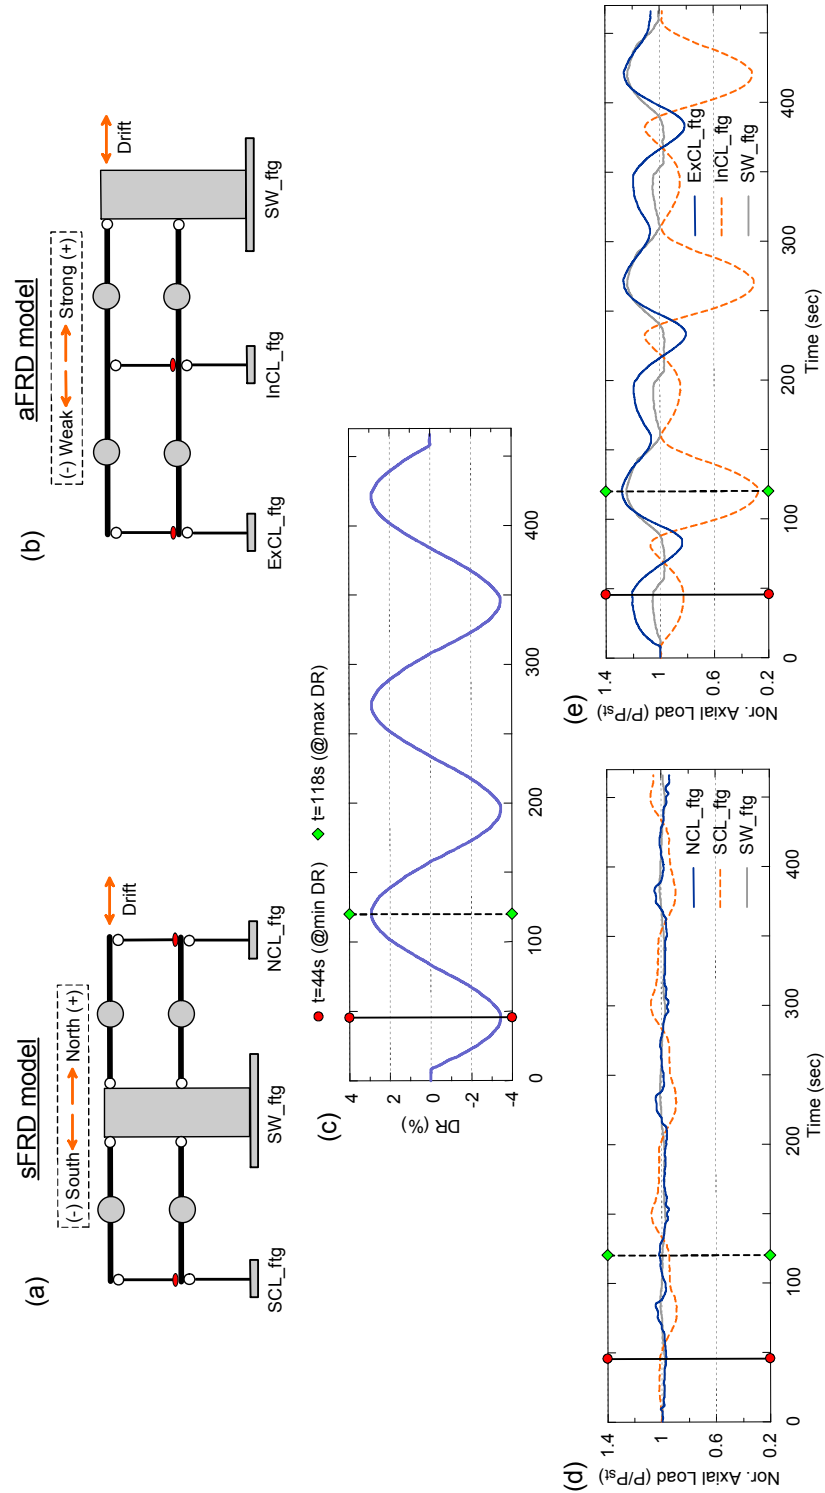 (a)
sFRD model
(-) South North (+)
Drift
SCL_ftg
SW_ftg
NCL_ftg
(b)
aFRD model
(-) Weak Strong (+)
Drift
ExCL_ftg
InCL_ftg
SW_ftg
(c)
t=44s (@min DR) t=118s (@max DR)
DR (%)
4
2
0
-2
-4
0 100 200 300 400
(d)
Nor. Axial Load (P/Pst)
1.4
1
0.6
0.2
NCL_ftg
SCL_ftg
SW_ftg
0 100 200 300 400
Time (sec)
(e)
Nor. Axial Load (P/Pst)
1.4
1
0.6
0.2
ExCL_ftg
InCL_ftg
SW_ftg
0 100 200 300 400
Time (sec)